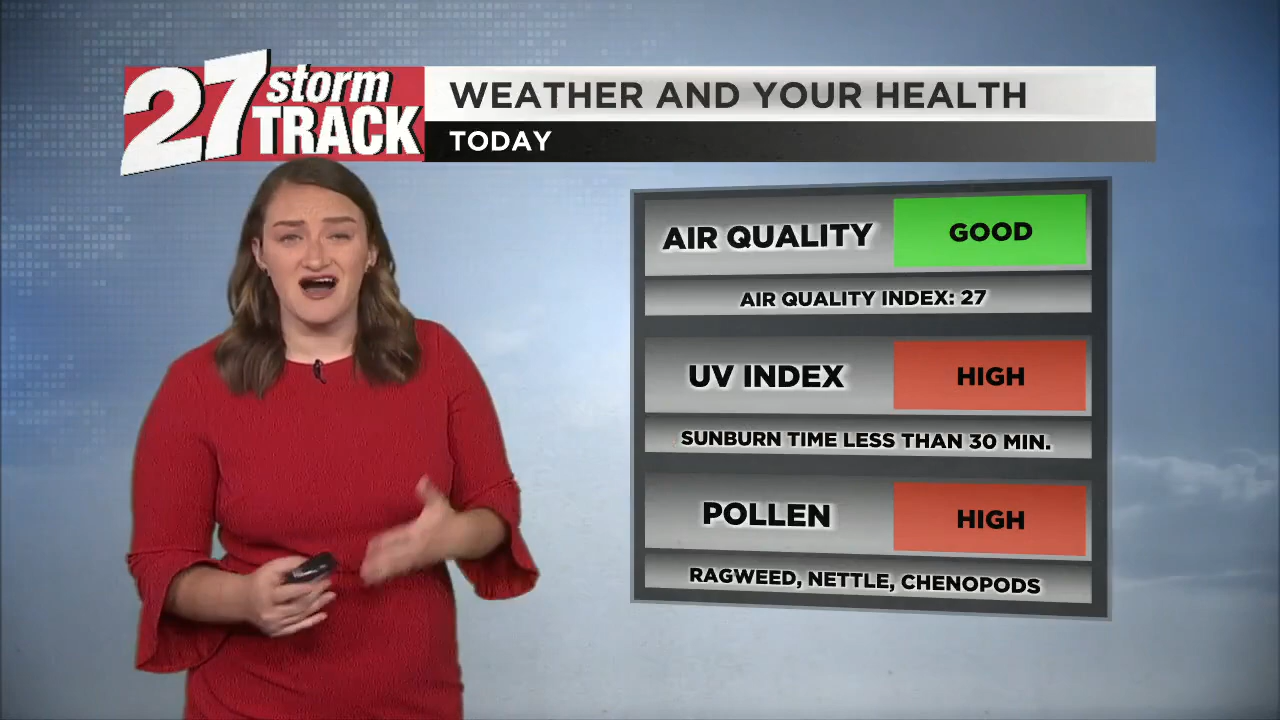 27 storm TRACK
WEATHER AND YOUR HEALTH
TODAY
AIR QUALITY GOOD
AIR QUALITY INDEX: 27
UV INDEX HIGH
SUNBURN TIME LESS THAN 30 MIN.
POLLEN HIGH
RAGWEED, NETTLE, CHENOPODS